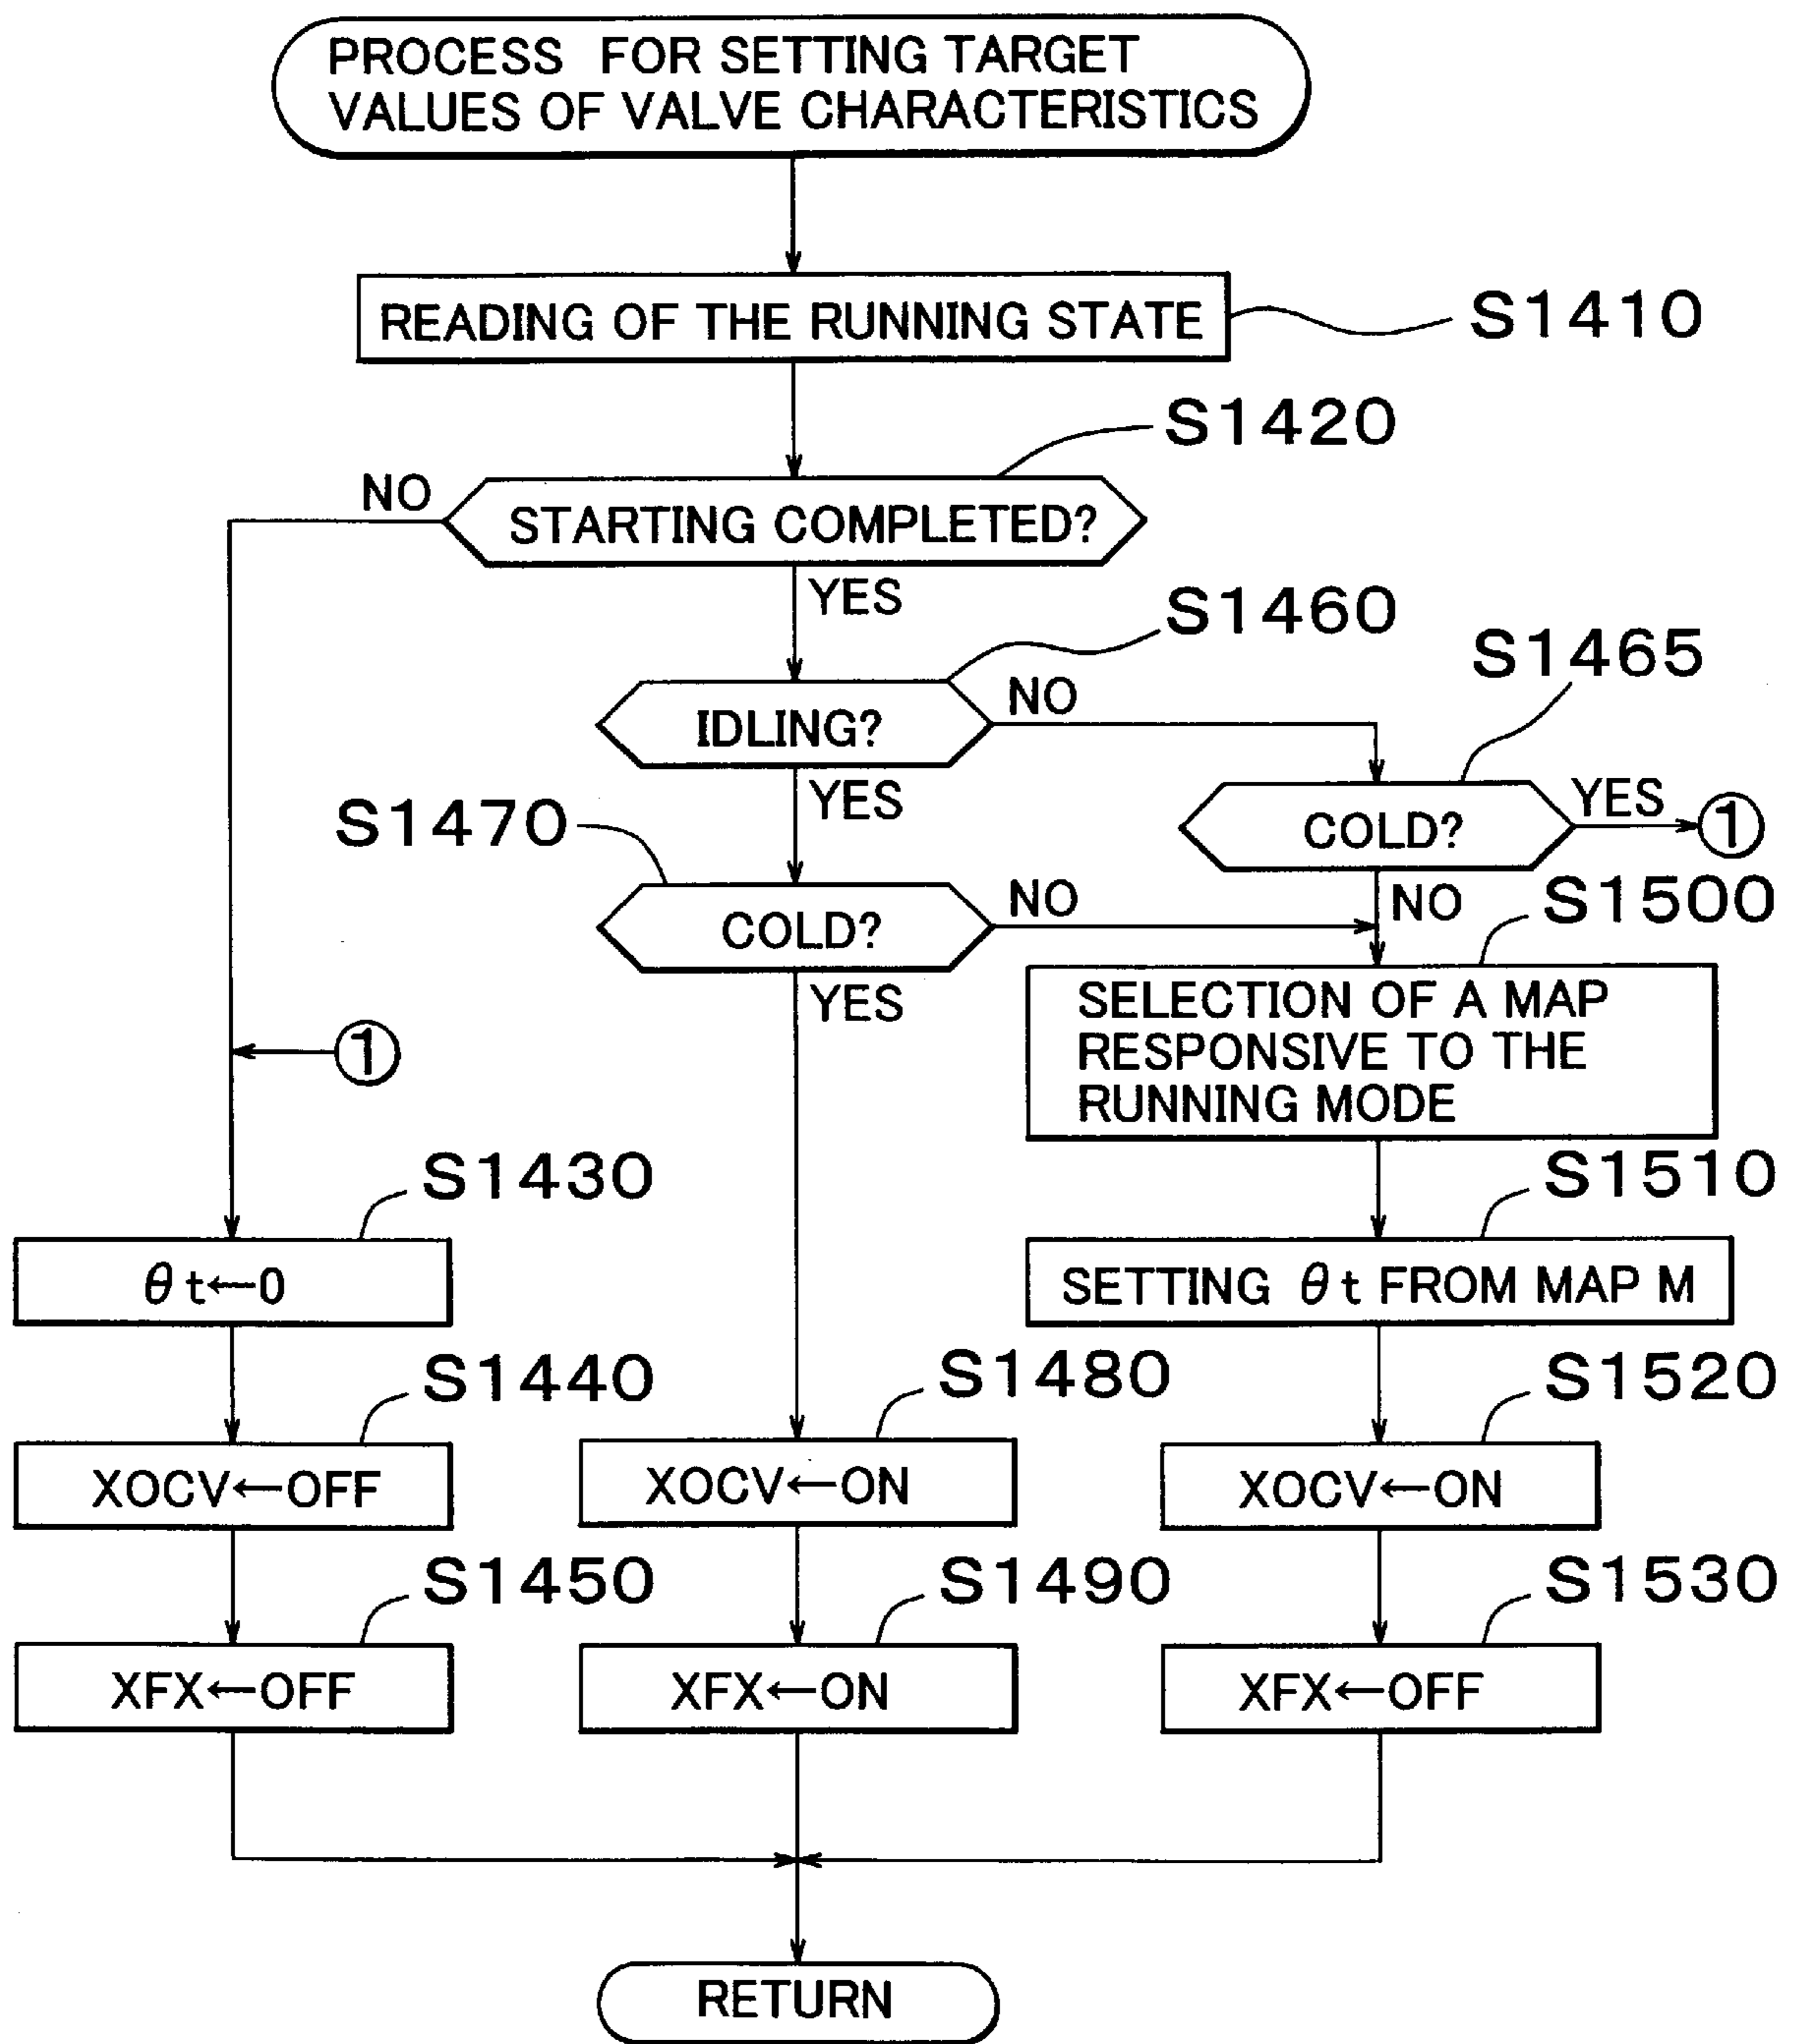 PROCESS FOR SETTING TARGET
VALUES OF VALVE CHARACTERISTICS
READING OF THE RUNNING STATE
S1410
S1420
NO
STARTING COMPLETED?
YES
S1460
S1465
IDLING?
NO
YES
COLD?
YES
①
S1470
COLD?
NO
NO
S1500
YES
SELECTION OF A MAP
RESPONSIVE TO THE
RUNNING MODE
①
S1430
S1510
θt←0
SETTING θt FROM MAP M
S1440
S1480
S1520
XOCV←OFF
XOCV←ON
XOCV←ON
S1450
S1490
S1530
XFX←OFF
XFX←ON
XFX←OFF
RETURN